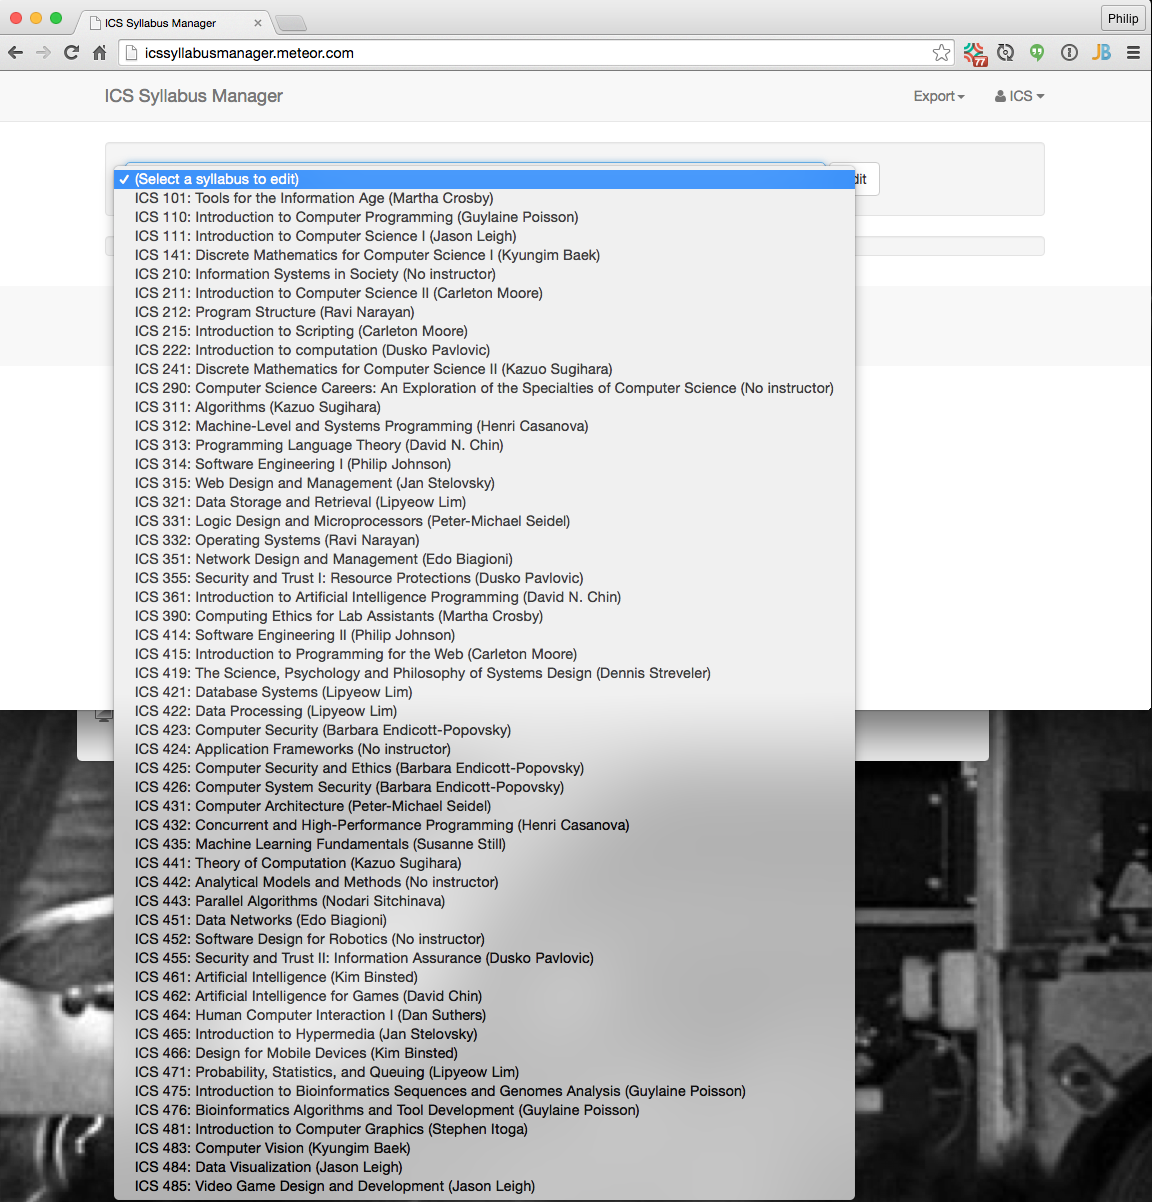 ICS Syllabus Manager
Philip
icssyllabusmanager.meteor.com
77
JB
ICS Syllabus Manager
Export
ICS
(Select a syllabus to edit)
dit
ICS 101: Tools for the Information Age (Martha Crosby)
ICS 110: Introduction to Computer Programming (Guylaine Poisson)
ICS 111: Introduction to Computer Science I (Jason Leigh)
ICS 141: Discrete Mathematics for Computer Science I (Kyungim Baek)
ICS 210: Information Systems in Society (No instructor)
ICS 211: Introduction to Computer Science II (Carleton Moore)
ICS 212: Program Structure (Ravi Narayan)
ICS 215: Introduction to Scripting (Carleton Moore)
ICS 222: Introduction to computation (Dusko Pavlovic)
ICS 241: Discrete Mathematics for Computer Science II (Kazuo Sugihara)
ICS 290: Computer Science Careers: An Exploration of the Specialties of Computer Science (No instructor)
ICS 311: Algorithms (Kazuo Sugihara)
ICS 312: Machine-Level and Systems Programming (Henri Casanova)
ICS 313: Programming Language Theory (David N. Chin)
ICS 314: Software Engineering I (Philip Johnson)
ICS 315: Web Design and Management (Jan Stelovsky)
ICS 321: Data Storage and Retrieval (Lipyeow Lim)
ICS 331: Logic Design and Microprocessors (Peter-Michael Seidel)
ICS 332: Operating Systems (Ravi Narayan)
ICS 351: Network Design and Management (Edo Biagioni)
ICS 355: Security and Trust I: Resource Protections (Dusko Pavlovic)
ICS 361: Introduction to Artificial Intelligence Programming (David N. Chin)
ICS 390: Computing Ethics for Lab Assistants (Martha Crosby)
ICS 414: Software Engineering II (Philip Johnson)
ICS 415: Introduction to Programming for the Web (Carleton Moore)
ICS 419: The Science, Psychology and Philosophy of Systems Design (Dennis Streveler)
ICS 421: Database Systems (Lipyeow Lim)
ICS 422: Data Processing (Lipyeow Lim)
ICS 423: Computer Security (Barbara Endicott-Popovsky)
ICS 424: Application Frameworks (No instructor)
ICS 425: Computer Security and Ethics (Barbara Endicott-Popovsky)
ICS 426: Computer System Security (Barbara Endicott-Popovsky)
ICS 431: Computer Architecture (Peter-Michael Seidel)
ICS 432: Concurrent and High-Performance Programming (Henri Casanova)
ICS 435: Machine Learning Fundamentals (Susanne Still)
ICS 441: Theory of Computation (Kazuo Sugihara)
ICS 442: Analytical Models and Methods (No instructor)
ICS 443: Parallel Algorithms (Nodari Sitchinava)
ICS 451: Data Networks (Edo Biagioni)
ICS 452: Software Design for Robotics (No instructor)
ICS 455: Security and Trust II: Information Assurance (Dusko Pavlovic)
ICS 461: Artificial Intelligence (Kim Binsted)
ICS 462: Artificial Intelligence for Games (David Chin)
ICS 464: Human Computer Interaction I (Dan Suthers)
ICS 465: Introduction to Hypermedia (Jan Stelovsky)
ICS 466: Design for Mobile Devices (Kim Binsted)
ICS 471: Probability, Statistics, and Queuing (Lipyeow Lim)
ICS 475: Introduction to Bioinformatics Sequences and Genomes Analysis (Guylaine Poisson)
ICS 476: Bioinformatics Algorithms and Tool Development (Guylaine Poisson)
ICS 481: Introduction to Computer Graphics (Stephen Itoga)
ICS 483: Computer Vision (Kyungim Baek)
ICS 484: Data Visualization (Jason Leigh)
ICS 485: Video Game Design and Development (Jason Leigh)